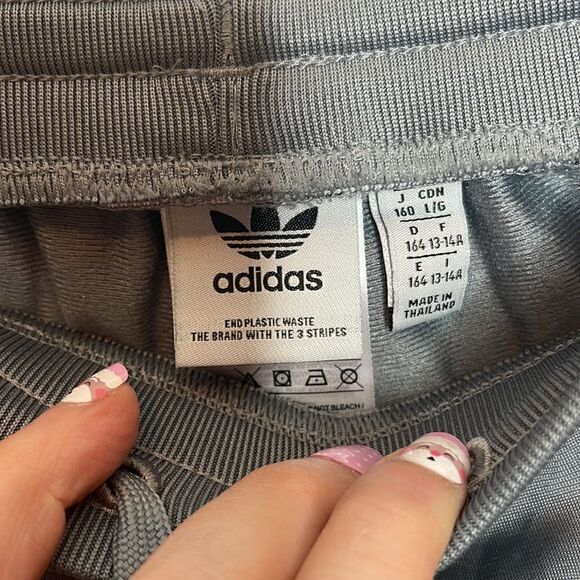 adidas
END PLASTIC WASTE
THE BRAND WITH THE 3 STRIPES
NOT BLEACH /
J CDN
160 L/G
D F
164 13-14A
E I
164 13-14A
MADE IN
THAILAND